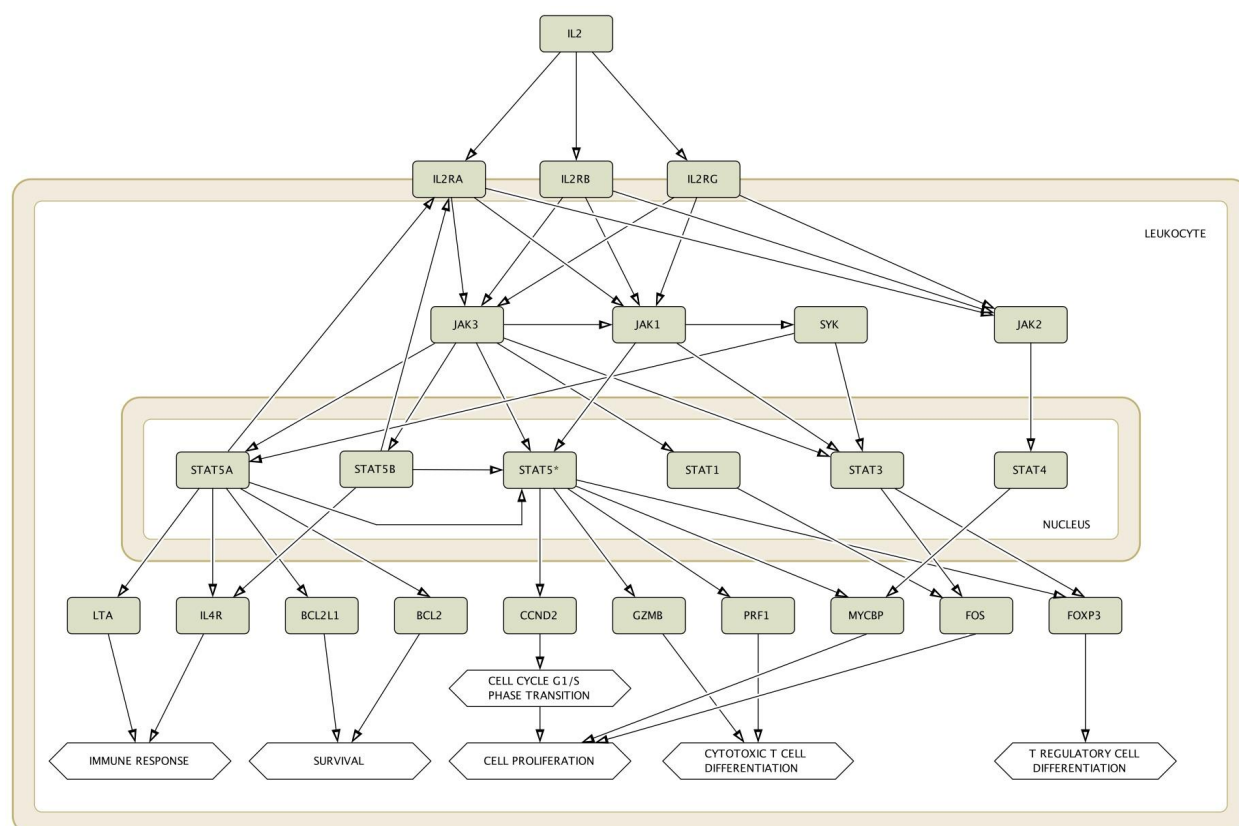 IL2
IL2RA
IL2RB
IL2RG
LEUKOCYTE
JAK3
JAK1
SYK
JAK2
STAT5A
STAT5B
STAT5*
STAT1
STAT3
STAT4
NUCLEUS
LTA
IL4R
BCL2L1
BCL2
CCND2
GZMB
PRF1
MYCBP
FOS
FOXP3
CELL CYCLE G1/S
PHASE TRANSITION
IMMUNE RESPONSE
SURVIVAL
CELL PROLIFERATION
CYTOTOXIC T CELL
DIFFERENTIATION
T REGULATORY CELL
DIFFERENTIATION